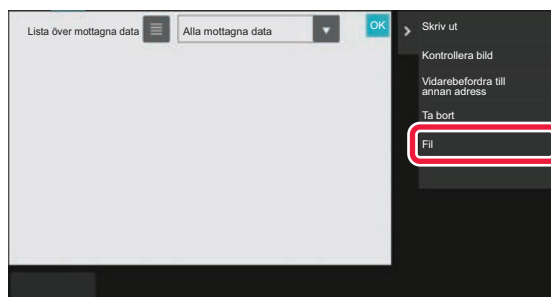 Lista över mottagna data
Alla mottagna data
OK
Skriv ut
Kontrollera bild
Vidarebefordra till
annan adress
Ta bort
Fil